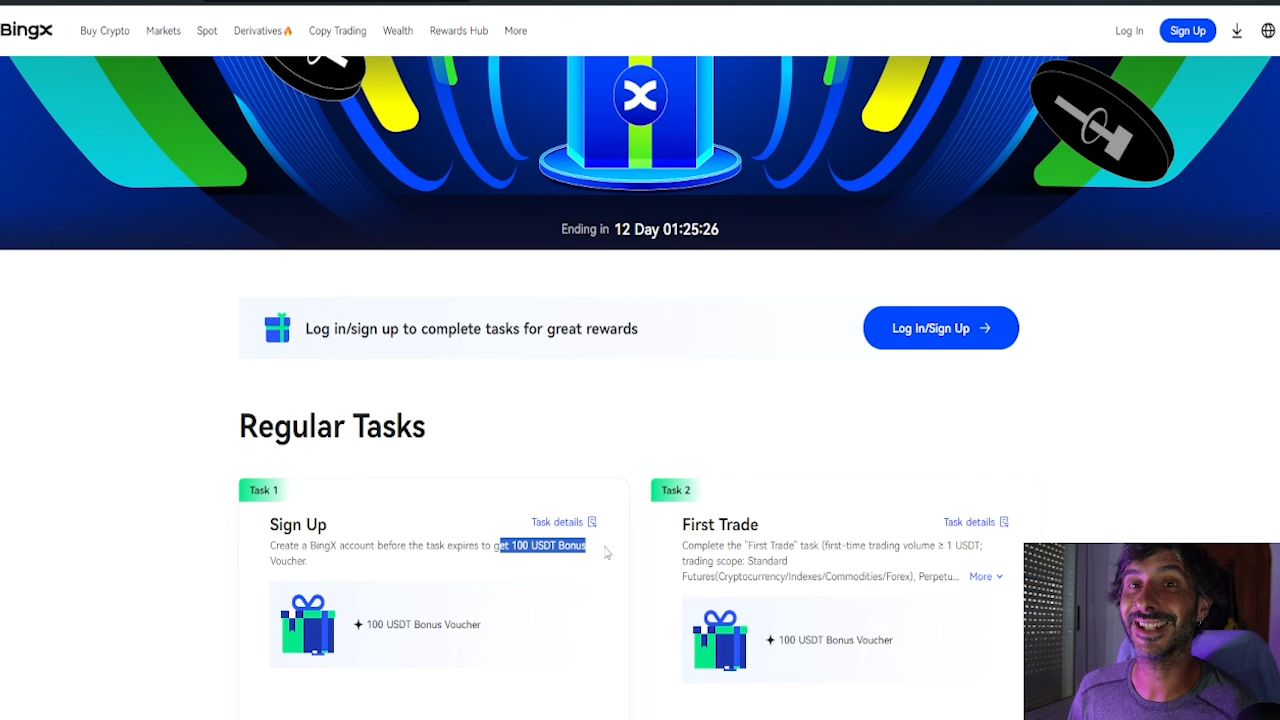 BingX
Buy Crypto Markets Spot Derivatives🔥 Copy Trading Wealth Rewards Hub More Log In Sign Up
Ending in 12 Day 01:25:26
Log in/sign up to complete tasks for great rewards Log In/Sign Up →
Regular Tasks
Task 1
Sign Up Task details
Create a BingX account before the task expires to get 100 USDT Bonus
Voucher.
100 USDT Bonus Voucher
Task 2
First Trade Task details
Complete the "First Trade" task (first-time trading volume ≥ 1 USDT;
trading scope: Standard
Futures(Cryptocurrency/Indexes/Commodities/Forex), Perpetu... More
100 USDT Bonus Voucher